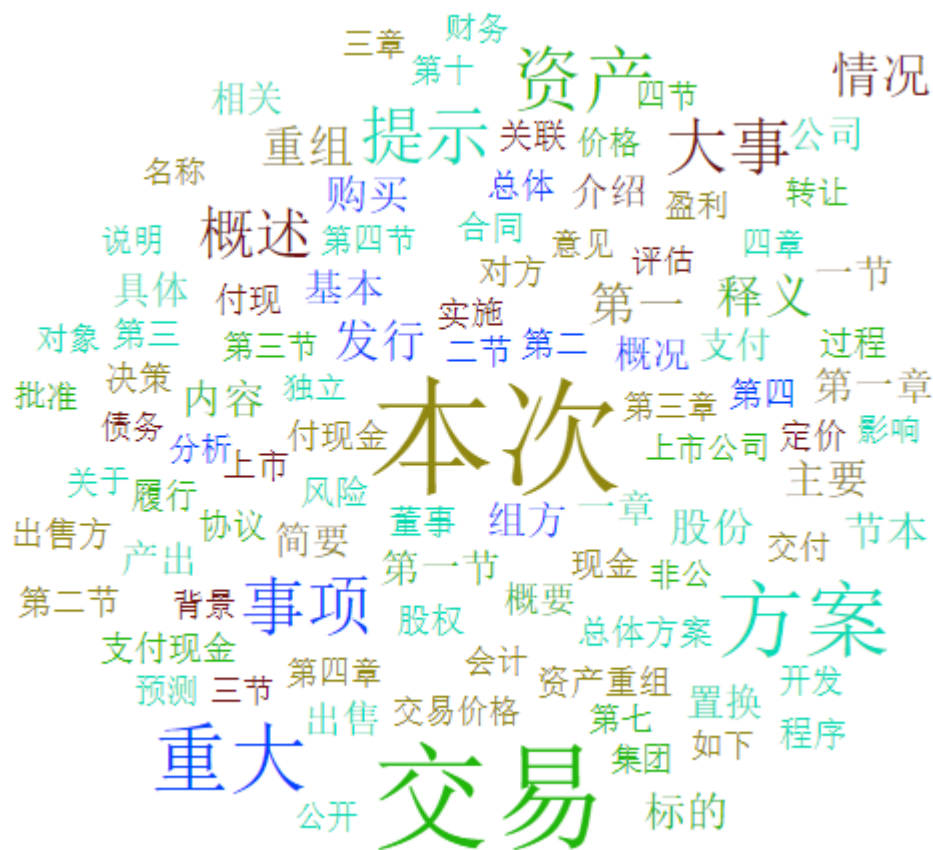 财务
三章
第十
资产
情况
四节
相关
提示
重组
关联
价格
大事
公司
名称
购买
总体
介绍
盈利
转让
概述
说明
第四节
合同
意见
四章
对方
评估
一节
具体
付现
基本
实施
第一
释义
对象
第三
第三节
发行
二节
第二
概况
支付
过程
批准
决策
内容
独立
本次
第三章
第四
第一章
债务
分析
上市
付现金
上市公司
定价
影响
关于
履行
风险
主要
出售方
协议
简要
董事
组方
一章
股份
交付
节本
产出
第一节
现金
非公
第二节
背景
事项
股权
概要
总体方案
方案
支付现金
预测
三节
第四章
会计
资产重组
开发
出售
交易价格
第七
置换
如下
程序
重大
交易
集团
公开
标的